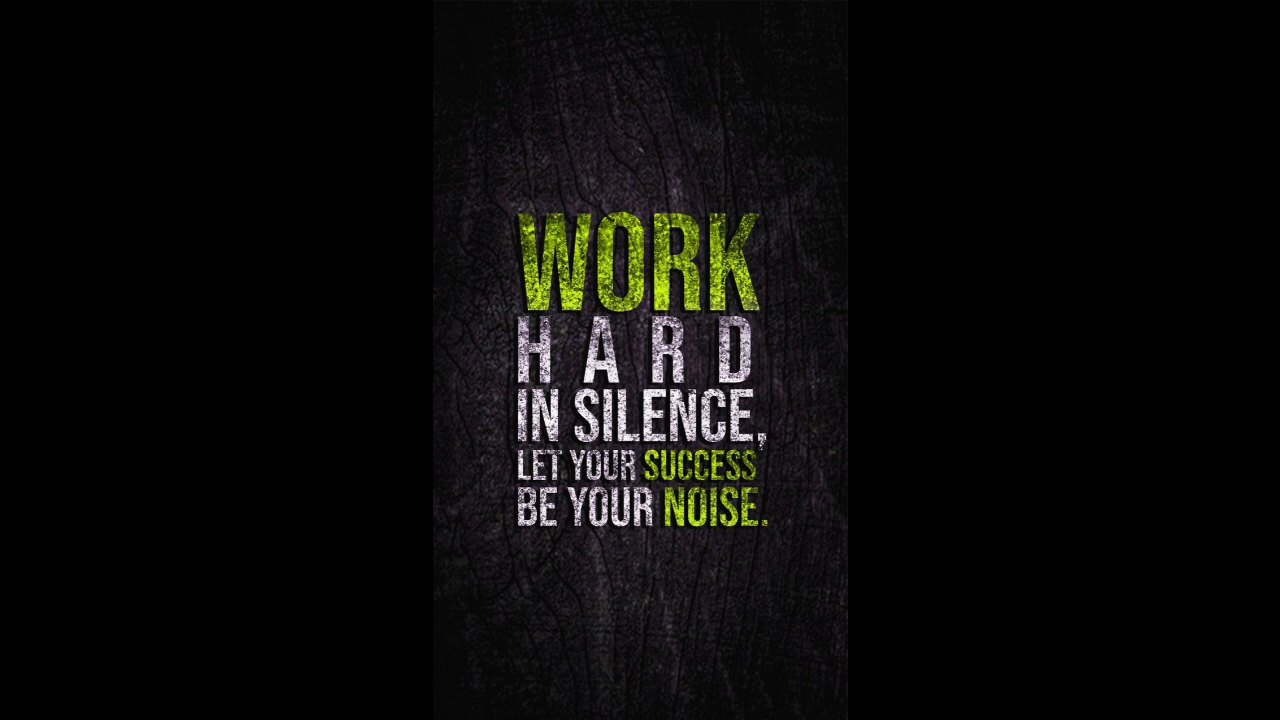 WORK
HARD
IN SILENCE,
LET YOUR SUCCESS
BE YOUR NOISE.